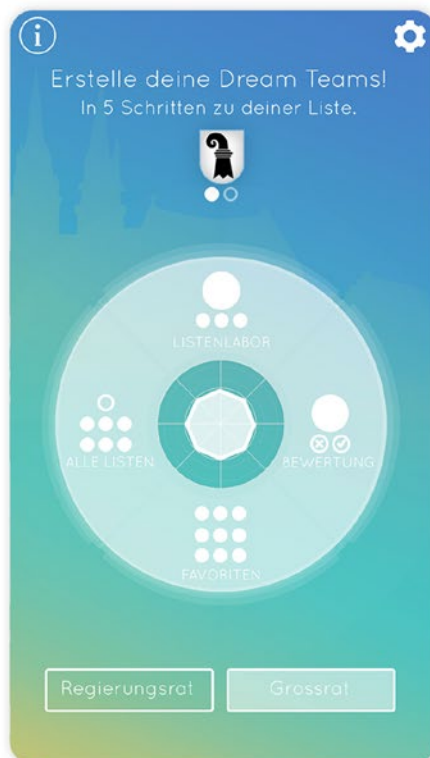 i
Erstelle deine Dream Teams!
In 5 Schritten zu deiner Liste.
LISTENLABOR
ALLE LISTEN
BEWERTUNG
FAVORITEN
Regierungsrat
Grossrat